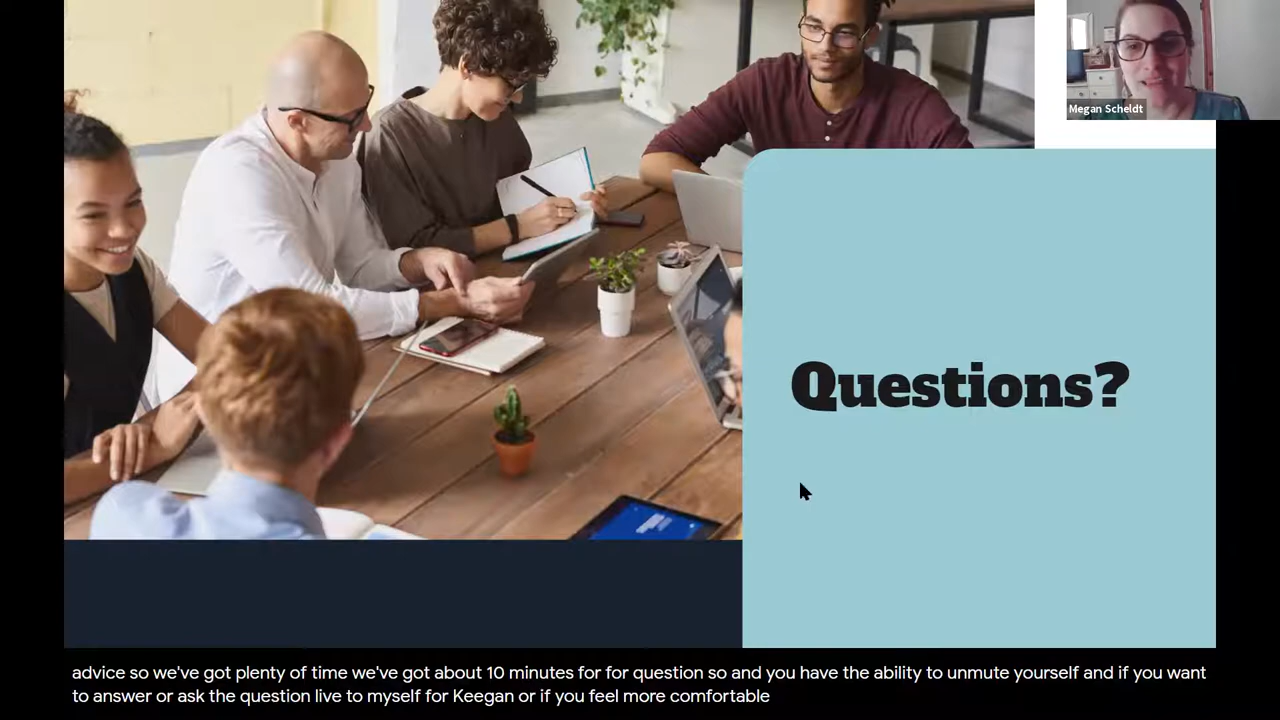 Megan Scheldt
Questions?
advice so we've got plenty of time we've got about 10 minutes for for question so and you have the ability to unmute yourself and if you want
to answer or ask the question live to myself for Keegan or if you feel more comfortable